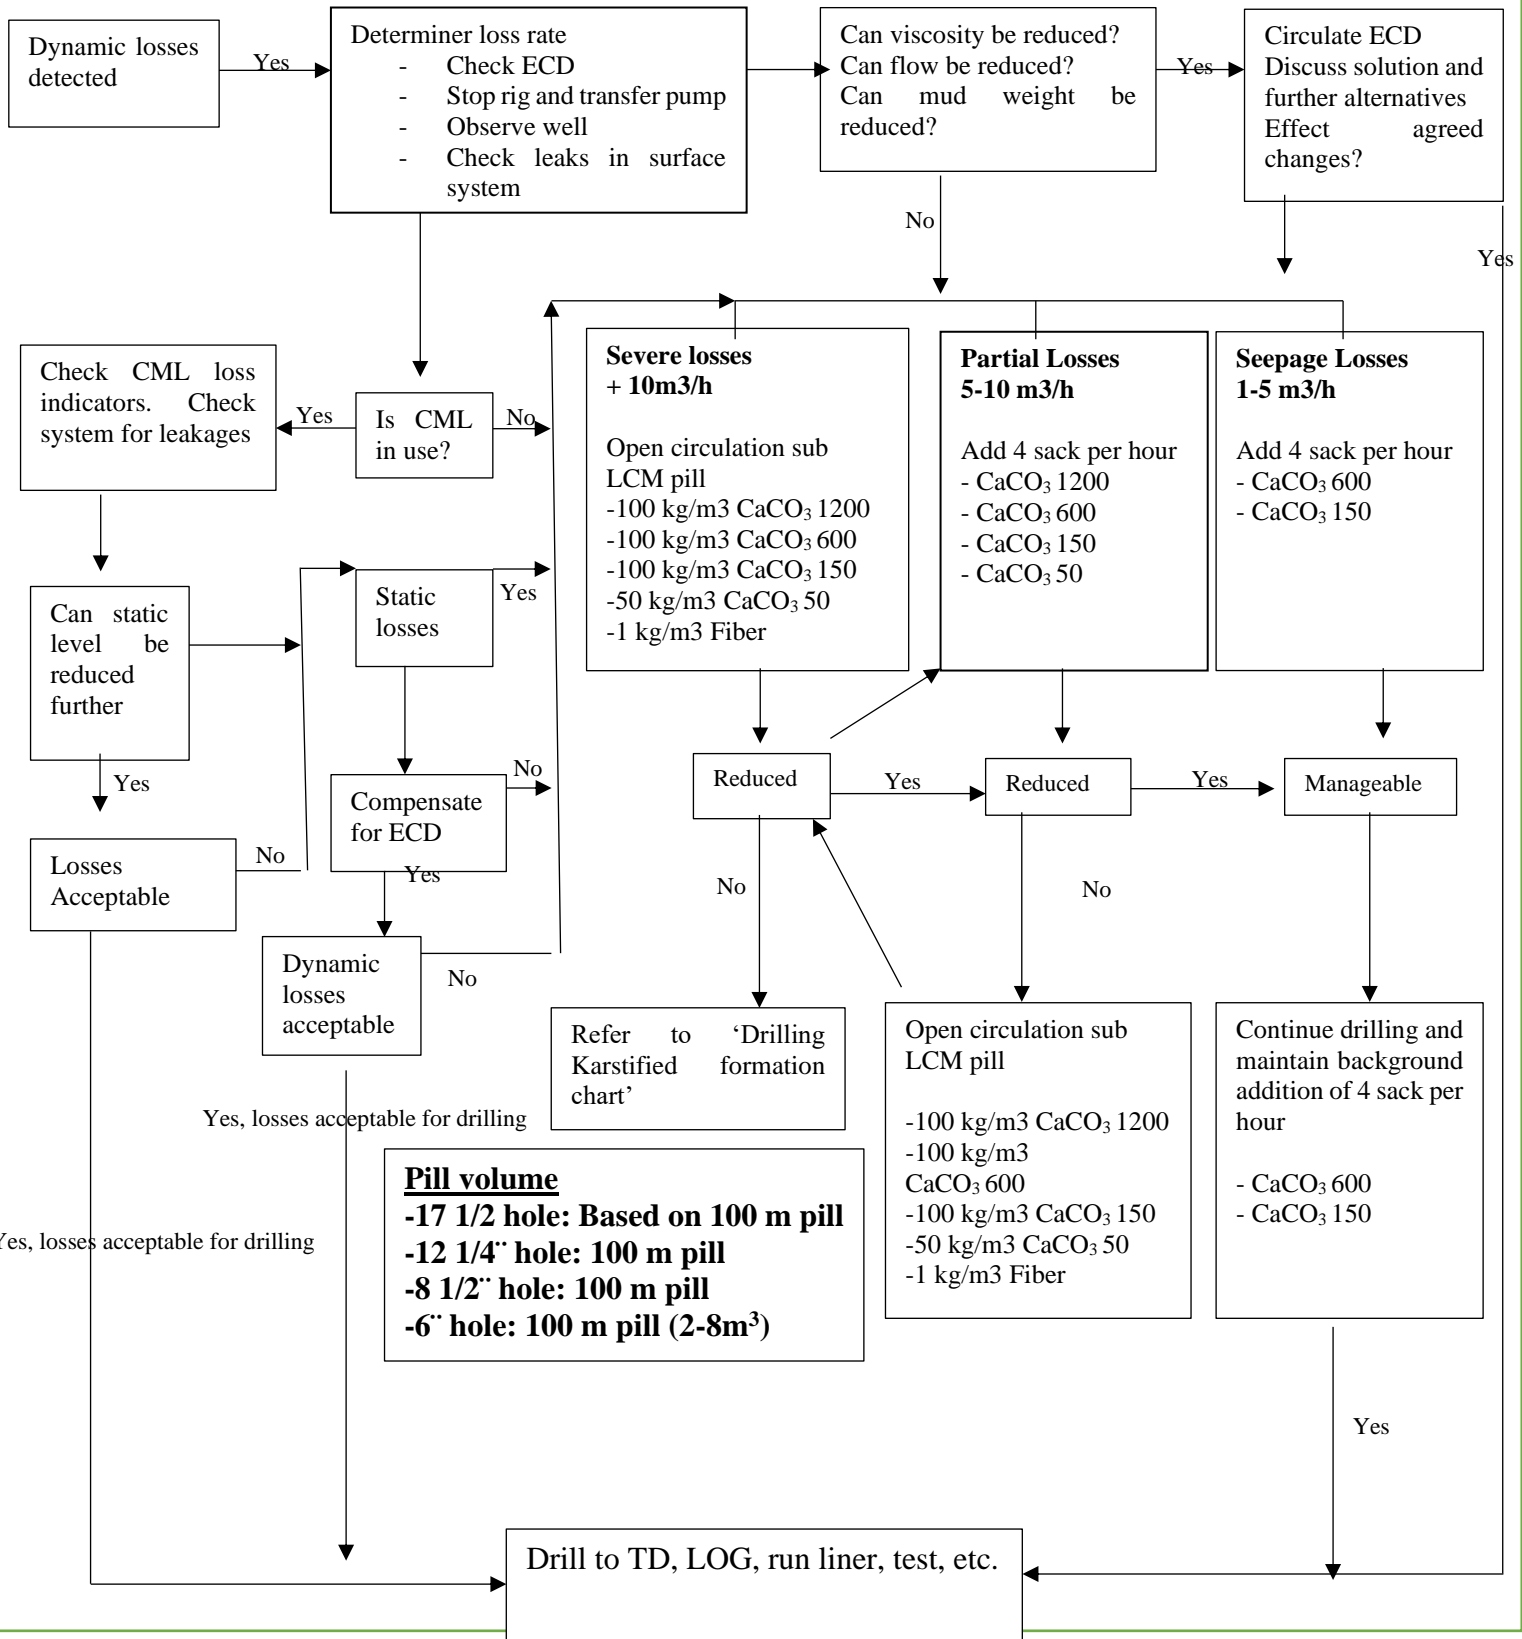 Dynamic losses
detected
Yes
Determiner loss rate
- Check ECD
- Stop rig and transfer pump
- Observe well
- Check leaks in surface
system
Can viscosity be reduced?
Can flow be reduced?
Can mud weight be
reduced?
Yes
Circulate ECD
Discuss solution and
further alternatives
Effect agreed
changes?
No
Yes
Check CML loss
indicators. Check
system for leakages
Yes
Is CML
in use?
No
Severe losses
+ 10m3/h
Open circulation sub
LCM pill
-100 kg/m3 CaCO₃ 1200
-100 kg/m3 CaCO₃ 600
-100 kg/m3 CaCO₃ 150
-50 kg/m3 CaCO₃ 50
-1 kg/m3 Fiber
Partial Losses
5-10 m3/h
Add 4 sack per hour
- CaCO₃ 1200
- CaCO₃ 600
- CaCO₃ 150
- CaCO₃ 50
Seepage Losses
1-5 m3/h
Add 4 sack per hour
- CaCO₃ 600
- CaCO₃ 150
Can static
level be
reduced
further
Static
losses
Yes
Yes
Compensate
for ECD
No
Yes
Losses
Acceptable
No
Dynamic
losses
acceptable
No
Reduced
Yes
Reduced
Yes
Manageable
No
No
Refer to ‘Drilling
Karstified formation
chart’
Open circulation sub
LCM pill
-100 kg/m3 CaCO₃ 1200
-100 kg/m3
CaCO₃ 600
-100 kg/m3 CaCO₃ 150
-50 kg/m3 CaCO₃ 50
-1 kg/m3 Fiber
Continue drilling and
maintain background
addition of 4 sack per
hour
- CaCO₃ 600
- CaCO₃ 150
Yes, losses acceptable for drilling
Pill volume
-17 1/2 hole: Based on 100 m pill
-12 1/4¨ hole: 100 m pill
-8 1/2¨ hole: 100 m pill
-6¨ hole: 100 m pill (2-8m³)
Yes, losses acceptable for drilling
Yes
Drill to TD, LOG, run liner, test, etc.